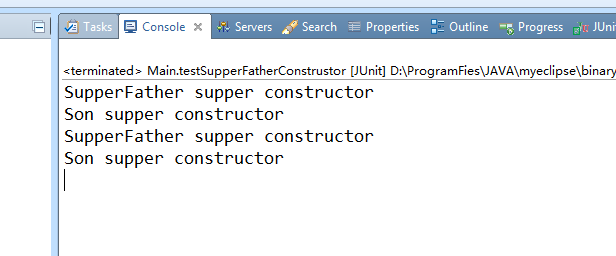 Tasks Console Servers Search Properties Outline Progress JUni
<terminated> Main.testSupperFatherConstrustor [JUnit] D:\ProgramFies\JAVA\myeclipse\binary
SupperFather supper constructor
Son supper constructor
SupperFather supper constructor
Son supper constructor